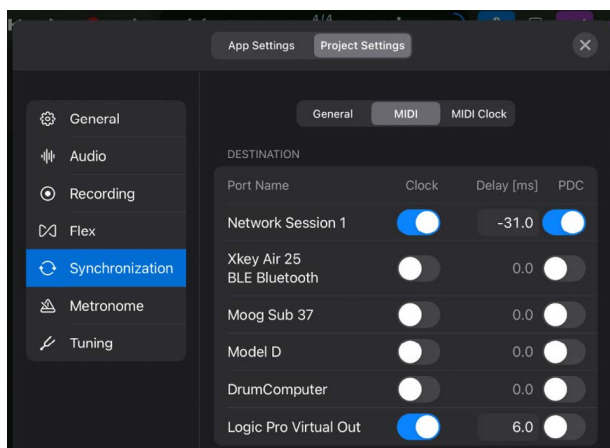 4/4
App Settings Project Settings
General
Audio
Recording
Flex
Synchronization
Metronome
Tuning
General MIDI MIDI Clock
DESTINATION
Port Name Clock Delay [ms] PDC
Network Session 1 -31.0
Xkey Air 25
BLE Bluetooth 0.0
Moog Sub 37 0.0
Model D 0.0
DrumComputer 0.0
Logic Pro Virtual Out 6.0